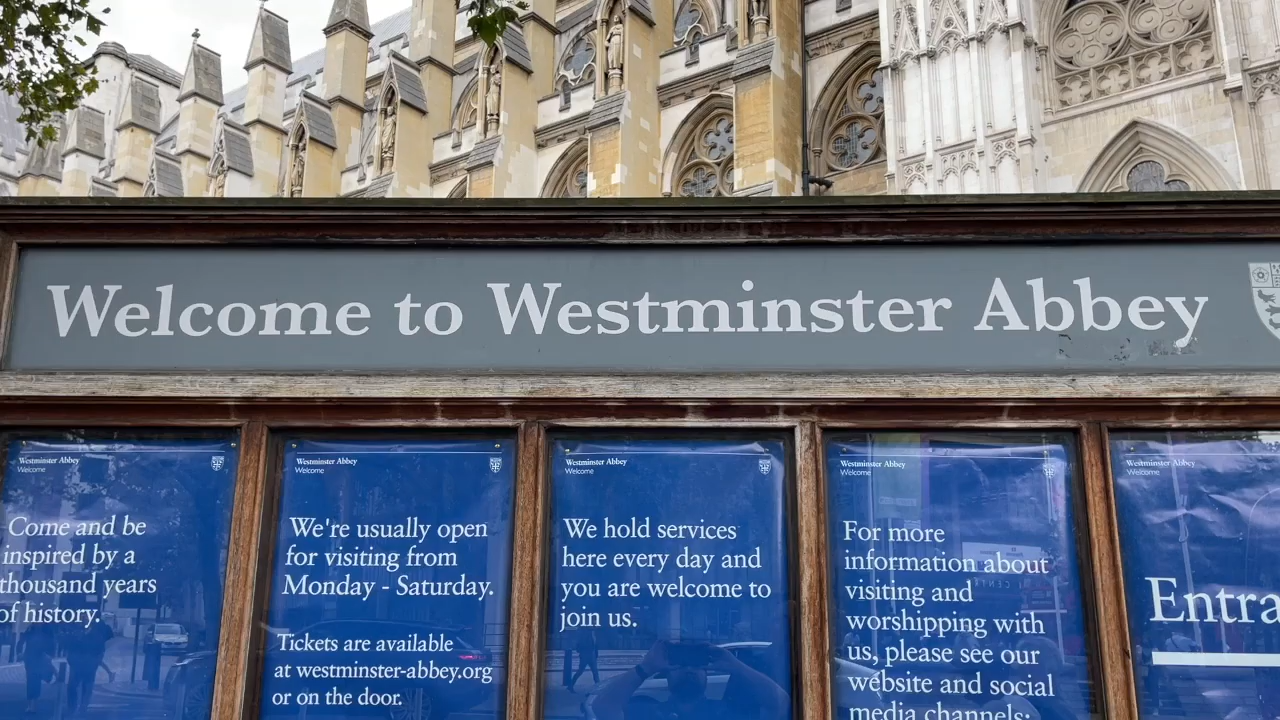 Welcome to Westminster Abbey
Westminster Abbey
Welcome
Come and be
inspired by a
thousand years
of history.
Westminster Abbey
Welcome
We're usually open
for visiting from
Monday - Saturday.
Tickets are available
at westminster-abbey.org
or on the door.
Westminster Abbey
Welcome
We hold services
here every day and
you are welcome to
join us.
Westminster Abbey
Welcome
For more
information about
visiting and
worshipping with
us, please see our
website and social
media channels:
Westminster Abbey
Welcome
Entra